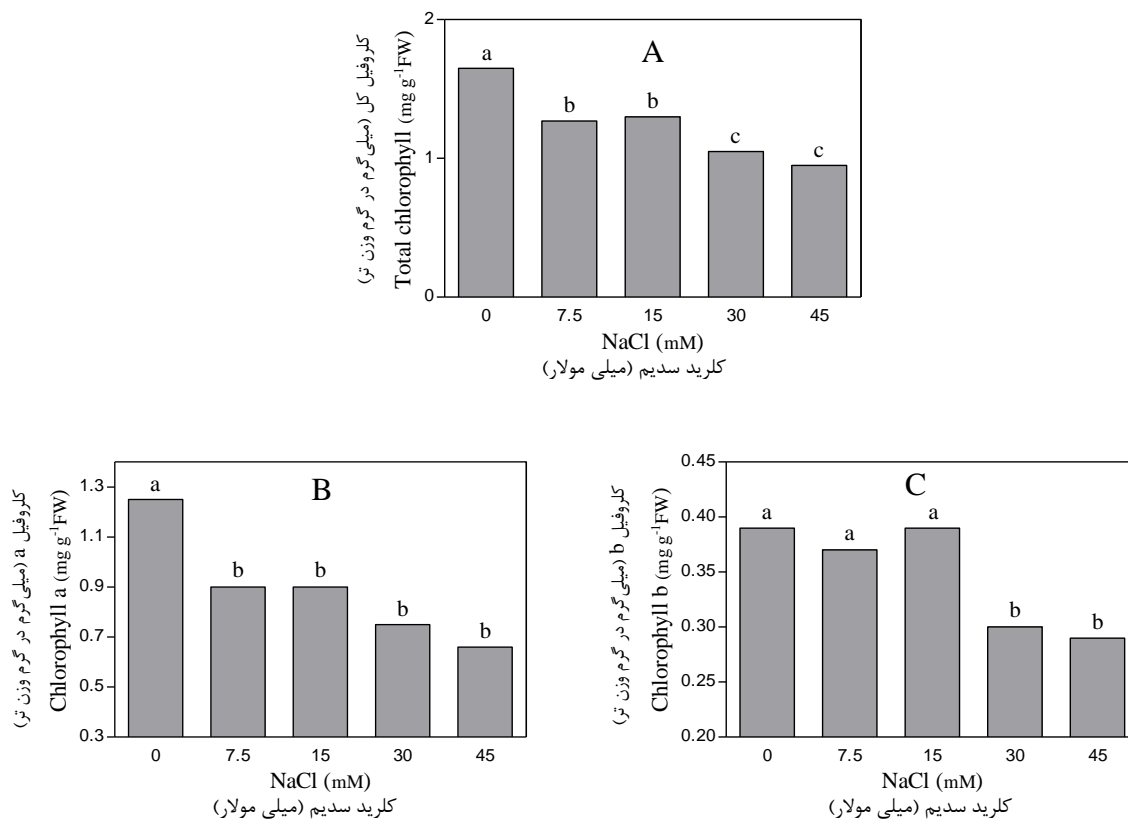 A
کلروفیل کل (میلی‌گرم در گرم وزن تر)
Total chlorophyll (mg g⁻¹FW)
2
1
0
a
b
b
c
c
0 7.5 15 30 45
NaCl (mM)
کلرید سدیم (میلی مولار)
B
کلروفیل a (میلی‌گرم در گرم وزن تر)
Chlorophyll a (mg g⁻¹FW)
1.3
1.1
0.9
0.7
0.5
0.3
a
b
b
b
b
0 7.5 15 30 45
NaCl (mM)
کلرید سدیم (میلی مولار)
C
کلروفیل b (میلی‌گرم در گرم وزن تر)
Chlorophyll b (mg g⁻¹FW)
0.45
0.40
0.35
0.30
0.25
0.20
a
a
a
b
b
0 7.5 15 30 45
NaCl (mM)
کلرید سدیم (میلی مولار)